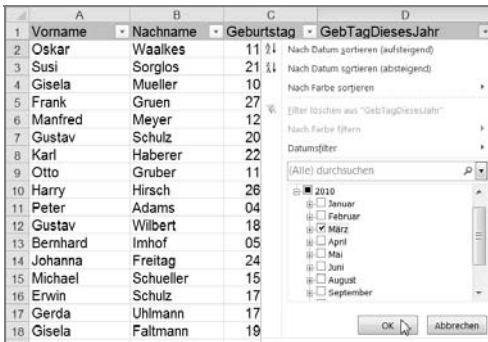 A B C D
1 Vorname Nachname Geburtstag GebTagDiesesJahr
2 Oskar Waalkes 11
3 Susi Sorglos 21
4 Gisela Mueller 10
5 Frank Gruen 27
6 Manfred Meyer 12
7 Gustav Schulz 20
8 Karl Haberer 22
9 Otto Gruber 11
10 Harry Hirsch 26
11 Peter Adams 04
12 Gustav Wilbert 18
13 Bernhard Imhof 05
14 Johanna Freitag 24
15 Michael Schueller 15
16 Erwin Schulz 17
17 Gerda Uhlmann 17
18 Gisela Faltmann 19
Nach Datum sortieren (aufsteigend)
Nach Datum sortieren (absteigend)
Nach Farbe sortieren
Filter löschen aus "GebTagDiesesJahr"
Nach Farbe filtern
Datumsfilter
(Alle) durchsuchen
2010
Januar
Februar
März
April
Mai
Juni
August
September
OK Abbrechen